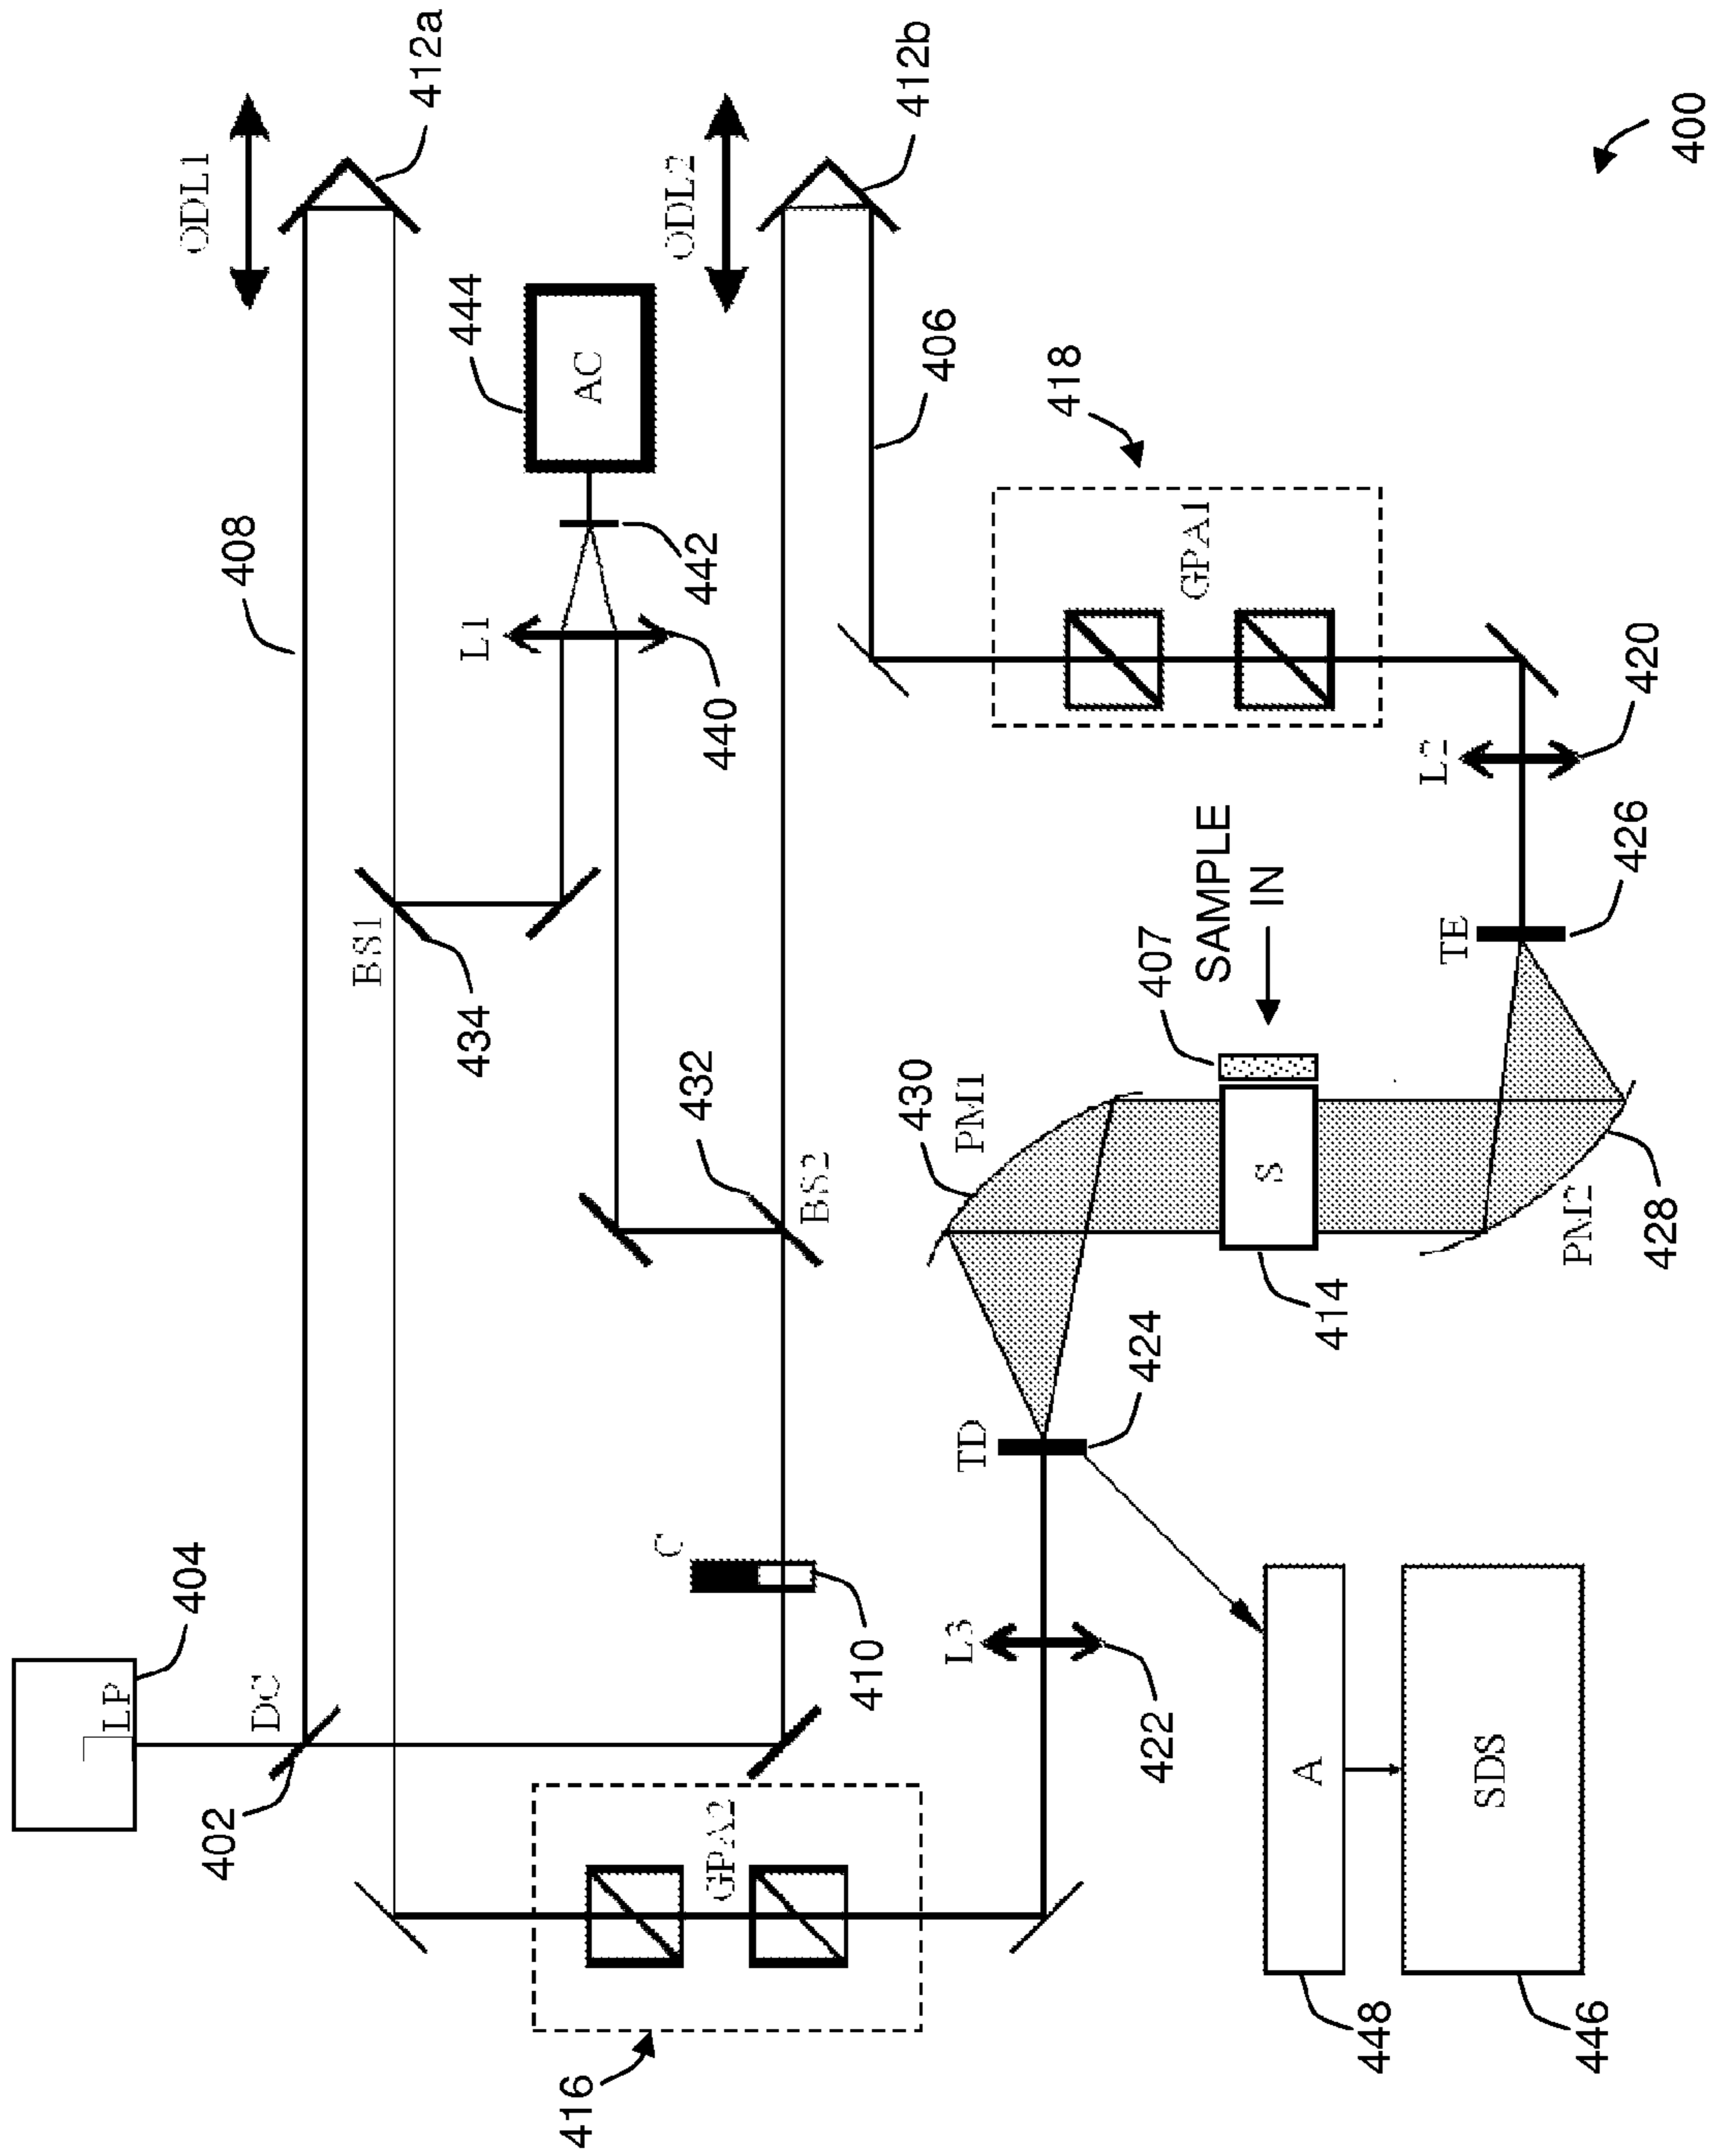 ODL1
412a
408
404
LP
DC
402
BS1
434
444
AC
L1
442
440
ODL2
412b
406
432
BS2
C
410
GPA2
416
418
GPA1
L2
420
TE
426
SAMPLE
IN
407
430
PM1
S
414
PM2
428
TD
424
L3
422
A
448
SDS
446
400